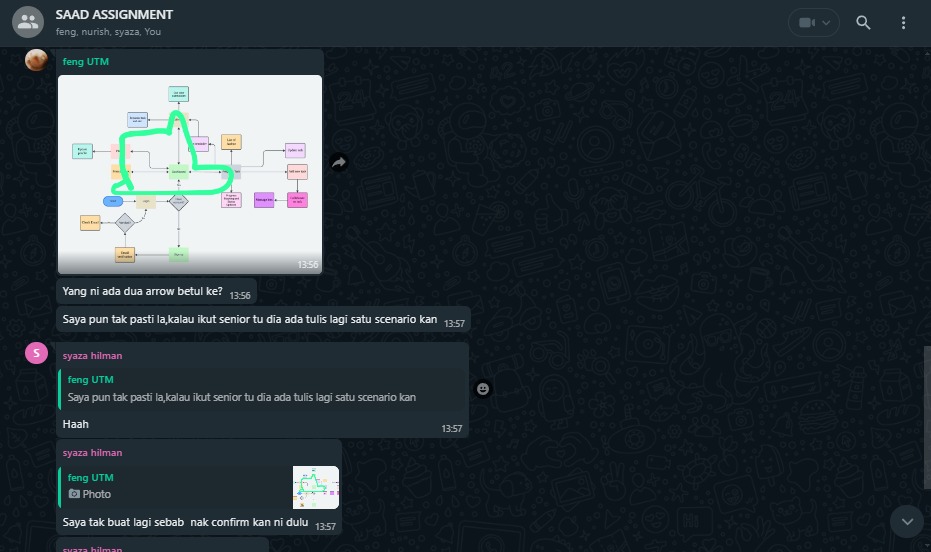 SAAD ASSIGNMENT
feng, nurish, syaza, You
feng UTM
13:56
Yang ni ada dua arrow betul ke? 13:56
Saya pun tak pasti la,kalau ikut senior tu dia ada tulis lagi satu scenario kan 13:57
S
syaza hilman
feng UTM
Saya pun tak pasti la,kalau ikut senior tu dia ada tulis lagi satu scenario kan
Haah
13:57
syaza hilman
feng UTM
Photo
Saya tak buat lagi sebab nak confirm kan ni dulu 13:57
syaza hilman